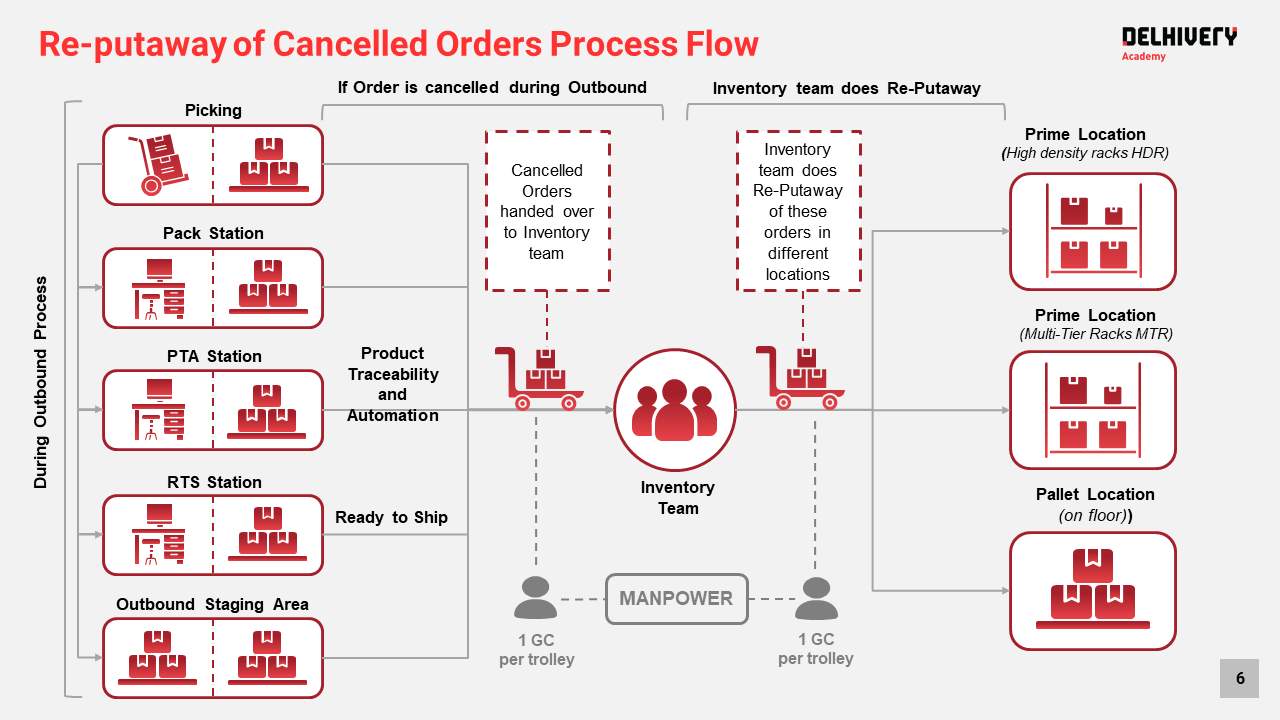 Re-putaway of Cancelled Orders Process Flow
DELHIVERY
Academy
If Order is cancelled during Outbound
Inventory team does Re-Putaway
During Outbound Process
Picking
Pack Station
PTA Station
RTS Station
Outbound Staging Area
Product
Traceability
and
Automation
Ready to Ship
Cancelled
Orders
handed over
to Inventory
team
Inventory
team does
Re-Putaway
of these
orders in
different
locations
Inventory
Team
MANPOWER
1 GC
per trolley
1 GC
per trolley
Prime Location
(High density racks HDR)
Prime Location
(Multi-Tier Racks MTR)
Pallet Location
(on floor))
6